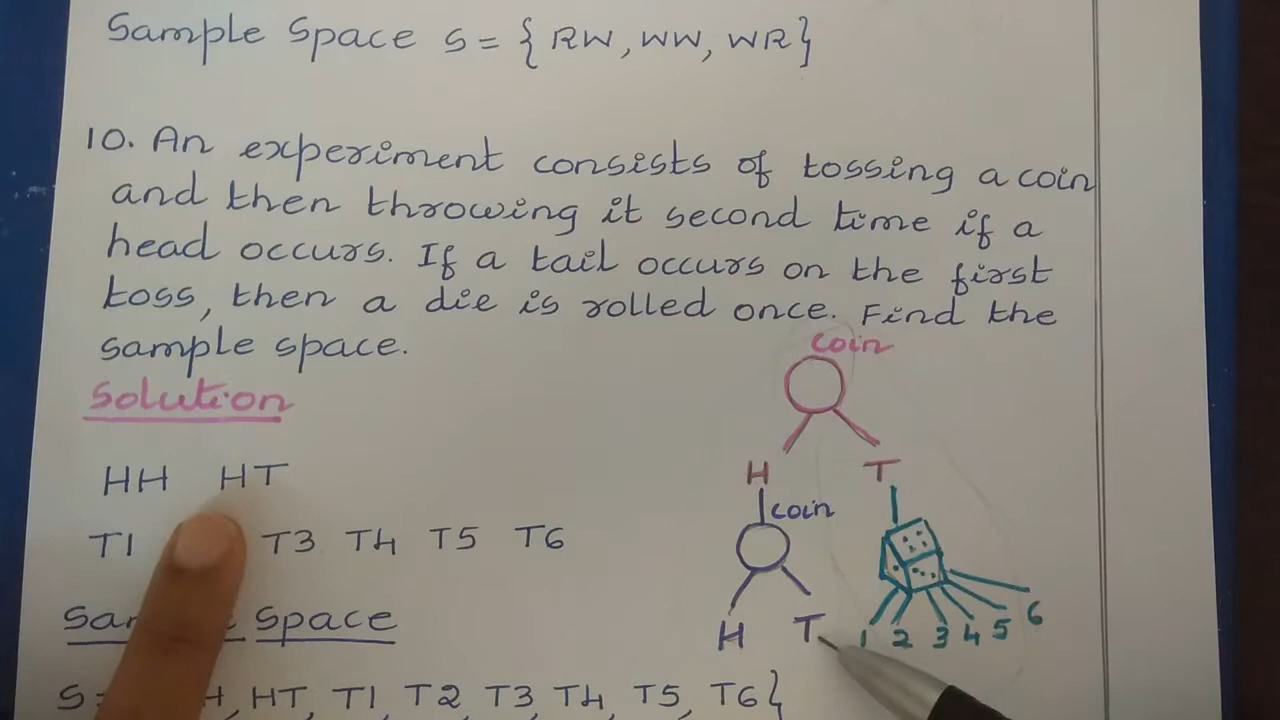 Sample Space S = { RW, WW, WR}
10. An experiment consists of tossing a coin
and then throwing it second time if a
head occurs. If a tail occurs on the first
toss, then a die is rolled once. Find the
sample space.
coin
Solution
H T
HH HT
coin
T1 T3 T4 T5 T6
Space
H T 1 2 3 4 5 6
HT, T1, T2, T3, T4, T5, T6}